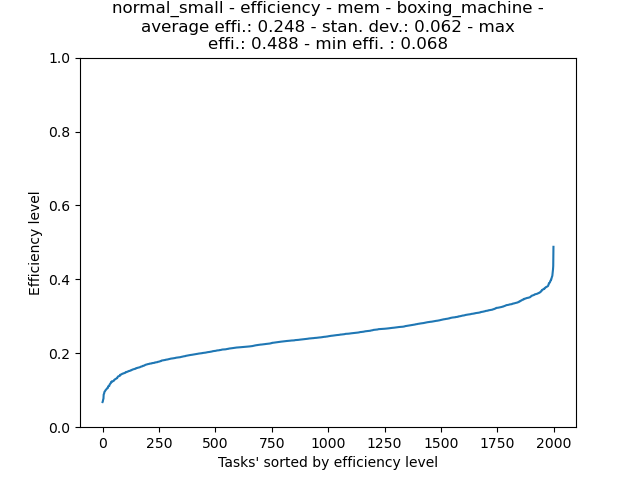 normal_small - efficiency - mem - boxing_machine -
average effi.: 0.248 - stan. dev.: 0.062 - max
effi.: 0.488 - min effi. : 0.068
1.0
0.8
0.6
0.4
0.2
0.0
Efficiency level
0 250 500 750 1000 1250 1500 1750 2000
Tasks' sorted by efficiency level